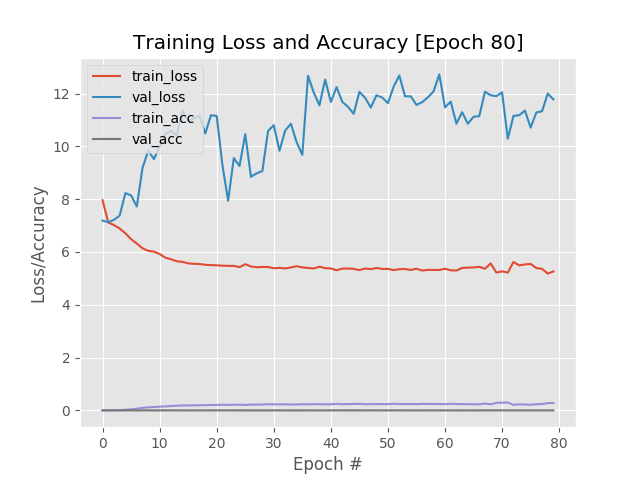 Training Loss and Accuracy [Epoch 80]
train_loss
val_loss
train_acc
val_acc
12
10
8
6
4
2
0
Loss/Accuracy
0 10 20 30 40 50 60 70 80
Epoch #